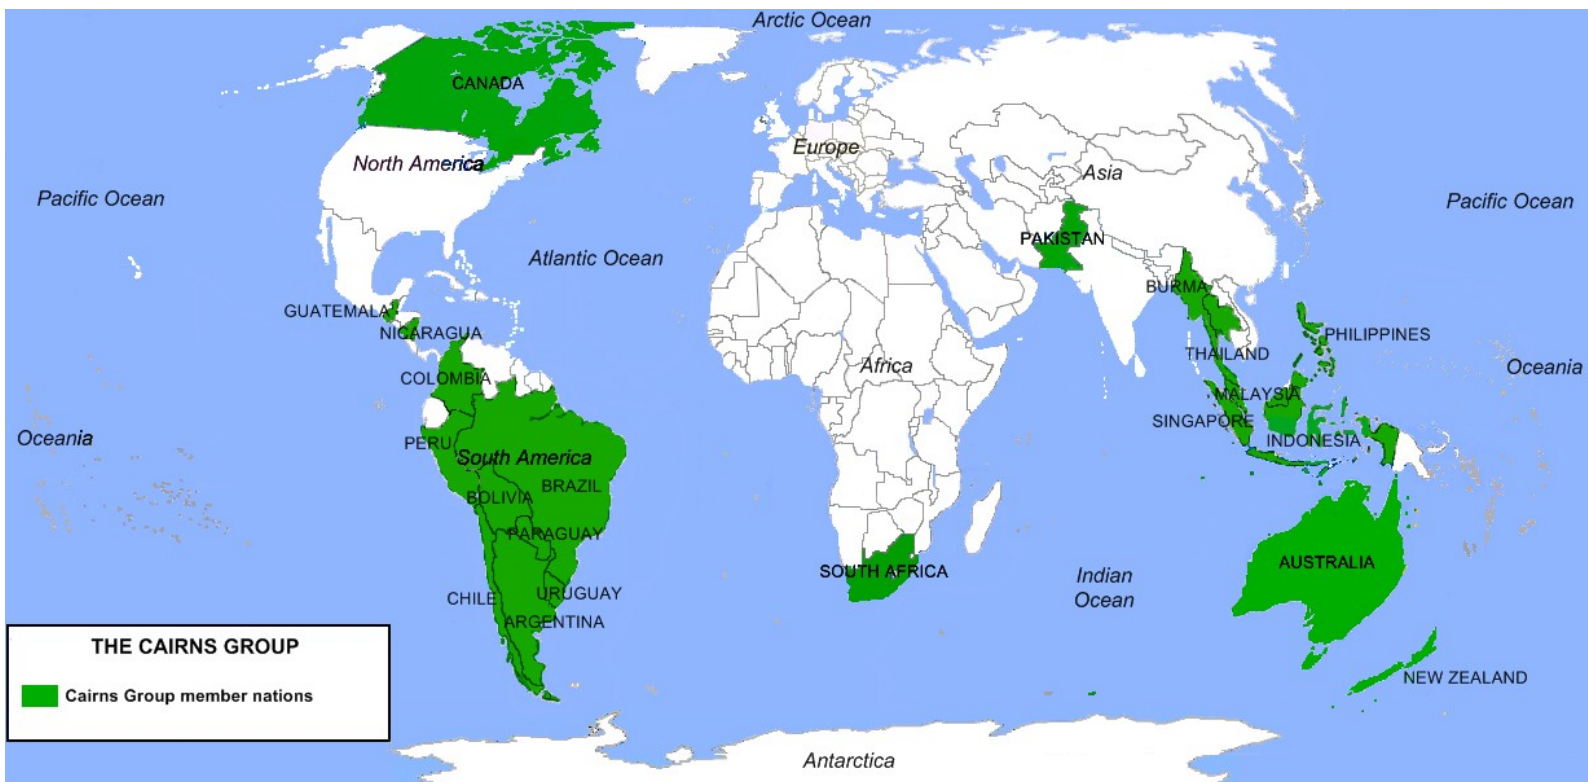 Arctic Ocean
CANADA
North America
Europe
Asia
Pacific Ocean
Pacific Ocean
PAKISTAN
Atlantic Ocean
BURMA
GUATEMALA
NICARAGUA
PHILIPPINES
THAILAND
Africa
Oceania
COLOMBIA
MALAYSIA
SINGAPORE
Oceania
PERU
INDONESIA
South America
BRAZIL
BOLIVIA
PARAGUAY
AUSTRALIA
SOUTH AFRICA
Indian
Ocean
CHILE
URUGUAY
ARGENTINA
THE CAIRNS GROUP
Cairns Group member nations
NEW ZEALAND
Antarctica